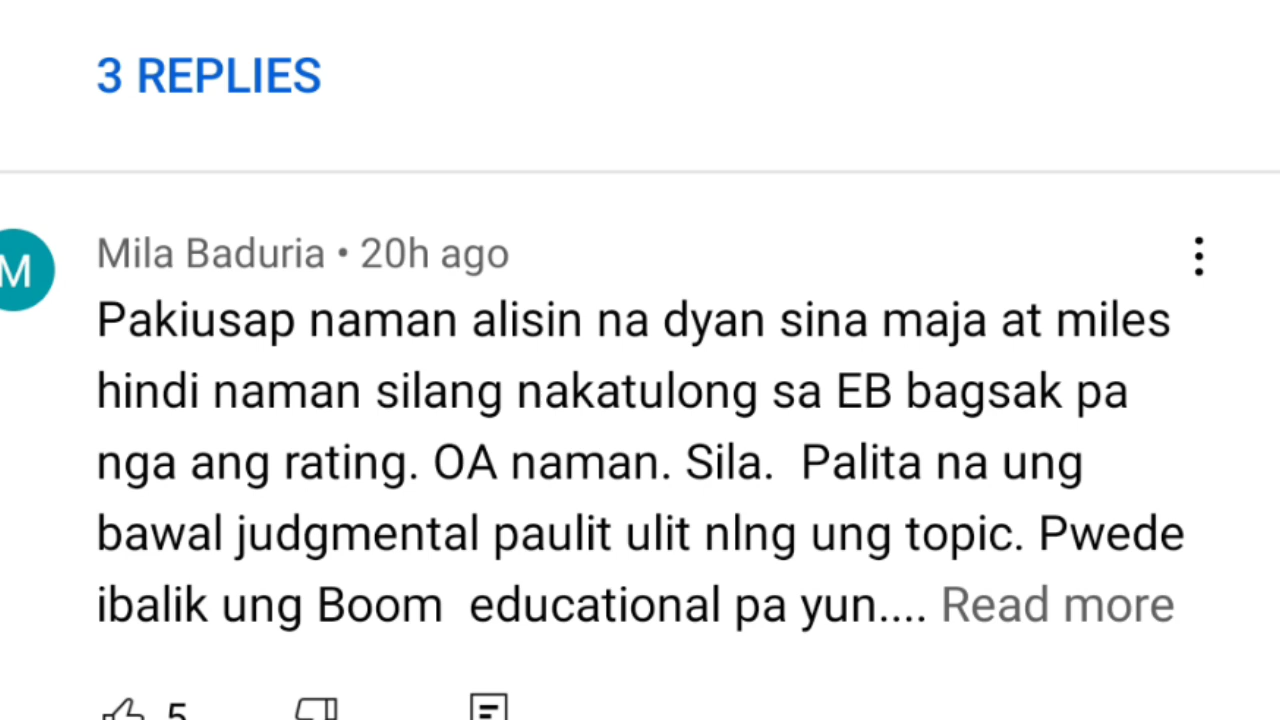 3 REPLIES
M
Mila Baduria • 20h ago
Pakiusap naman alisin na dyan sina maja at miles
hindi naman silang nakatulong sa EB bagsak pa
nga ang rating. OA naman. Sila.  Palita na ung
bawal judgmental paulit ulit nlng ung topic. Pwede
ibalik ung Boom  educational pa yun.... Read more
5